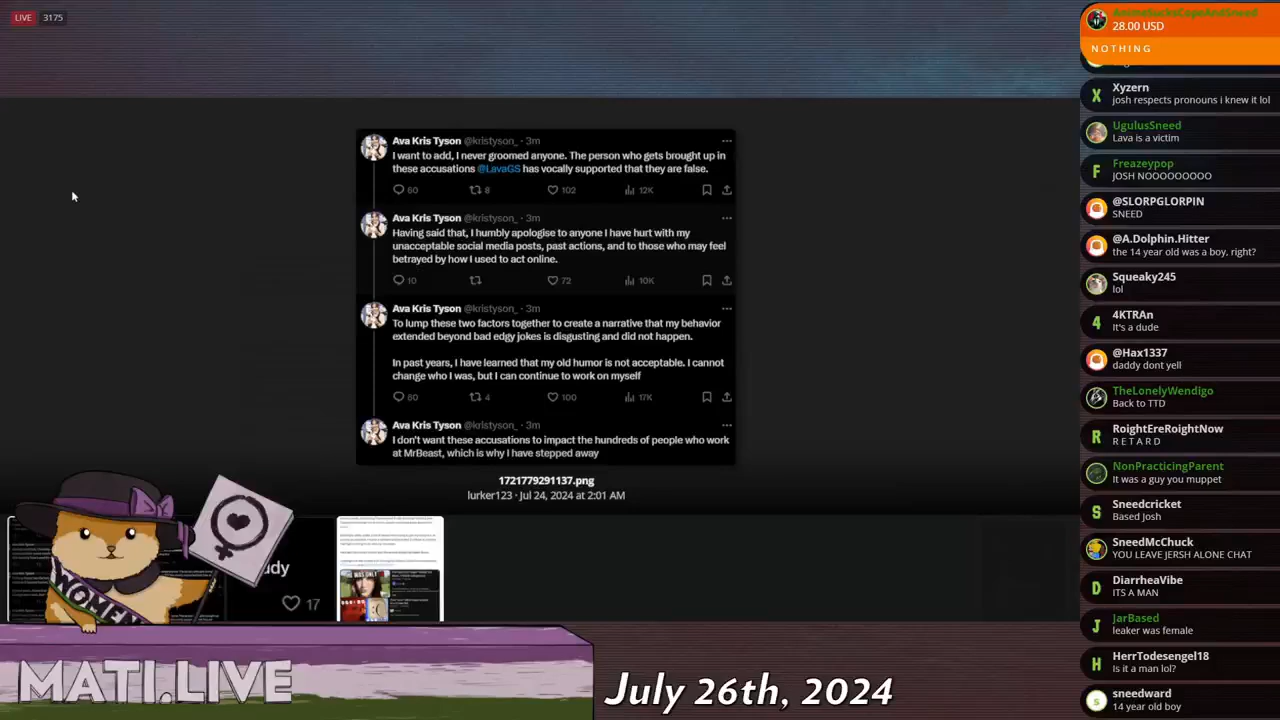 LIVE 3175
Ava Kris Tyson @kristyson_ · 3m
I want to add, I never groomed anyone. The person who gets brought up in
these accusations @LavaGS has vocally supported that they are false.
60 8 102 12K
Ava Kris Tyson @kristyson_ · 3m
Having said that, I humbly apologise to anyone I have hurt with my
unacceptable social media posts, past actions, and to those who may feel
betrayed by how I used to act online.
10 72 10K
Ava Kris Tyson @kristyson_ · 3m
To lump these two factors together to create a narrative that my behavior
extended beyond bad edgy jokes is disgusting and did not happen.
In past years, I have learned that my old humor is not acceptable. I cannot
change who I was, but I can continue to work on myself
60 4 100 17K
Ava Kris Tyson @kristyson_ · 3m
I don't want these accusations to impact the hundreds of people who work
at MrBeast, which is why I have stepped away
1721779291137.png
lurker123 · Jul 24, 2024 at 2:01 AM
17
WOMEN
MATI.LIVE
July 26th, 2024
AnimeSucksCopeAndSneed
28.00 USD
NOTHING
Xyzern
josh respects pronouns i knew it lol
UgulusSneed
Lava is a victim
Freazeypop
JOSH NOOOOOOOOO
@SLORPGLORPIN
SNEED
@A.Dolphin.Hitter
the 14 year old was a boy, right?
Squeaky245
lol
4KTRAn
It's a dude
@Hax1337
daddy dont yell
TheLonelyWendigo
Back to TTD
RoightEreRoightNow
R E T A R D
NonPracticingParent
It was a guy you muppet
Sneedcricket
Based Josh
SneedMcChuck
YOU LEAVE JERSH ALONE CHAT
DiarrheaVibe
ITS A MAN
JarBased
leaker was female
HerrTodesengel18
Is it a man lol?
sneedward
14 year old boy